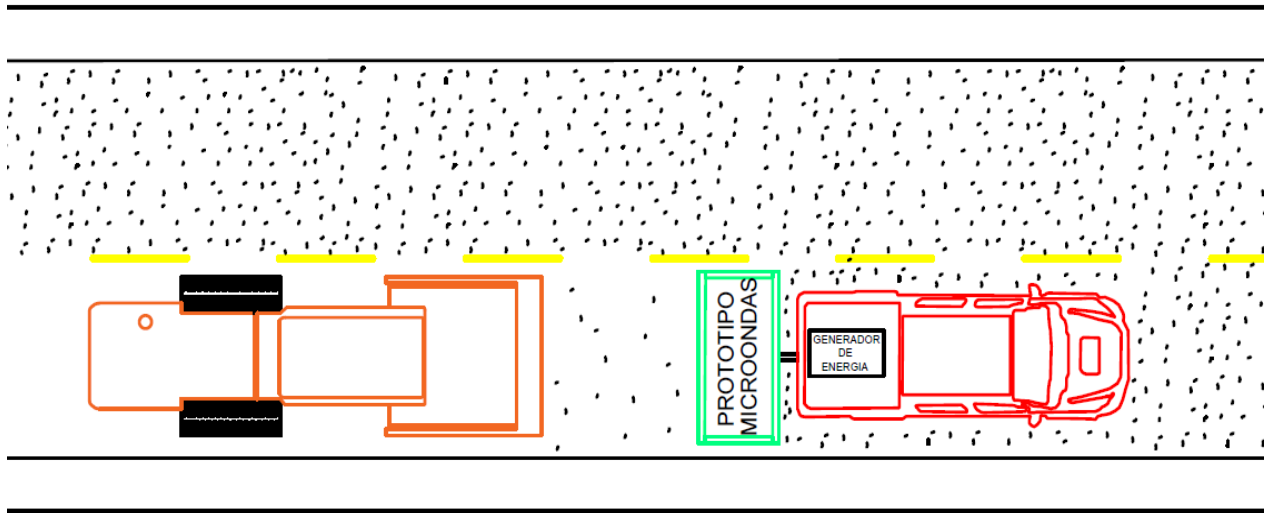 PROTOTIPO
MICROONDAS
GENERADOR
DE
ENERGIA